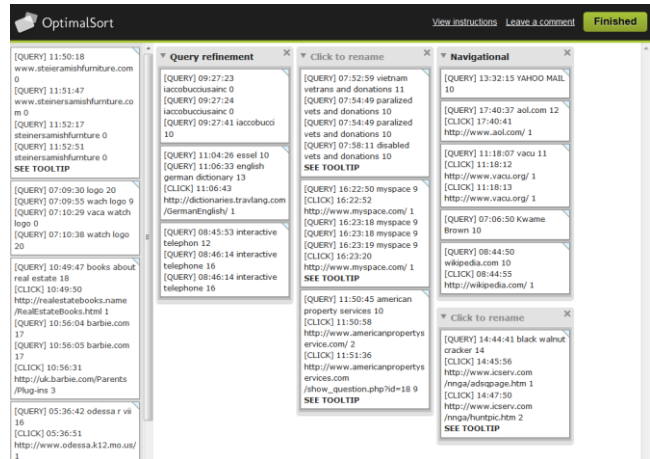 OptimalSort
View instructions
Leave a comment
Finished
[QUERY] 11:50:18
www.steieramishfurniture.com
0
[QUERY] 11:51:47
www.steinersamishfurnture.co
m 0
[QUERY] 11:52:17
steinersamishfurnture 0
[QUERY] 11:52:51
steinersamishfurnture 0
SEE TOOLTIP
[QUERY] 07:09:30 logo 20
[QUERY] 07:09:55 wach logo 9
[QUERY] 07:10:29 vaca watch
logo 0
[QUERY] 07:10:38 watch logo
20
[QUERY] 10:49:47 books about
real estate 18
[CLICK] 10:49:50
http://realestatebooks.name
/RealEstateBooks.html 1
[QUERY] 10:56:04 barbie.com
17
[QUERY] 10:56:05 barbie.com
17
[CLICK] 10:56:31
http://uk.barbie.com/Parents
/Plug-ins 3
[QUERY] 05:36:42 odessa r vii
16
[CLICK] 05:36:51
http://www.odessa.k12.mo.us/
1
Query refinement
[QUERY] 09:27:23
iaccobucciusainc 0
[QUERY] 09:27:24
iaccobucciusainc 0
[QUERY] 09:27:41 iaccobucci
10
[QUERY] 11:04:26 essel 10
[QUERY] 11:06:33 english
german dictionary 13
[CLICK] 11:06:43
http://dictionaries.travlang.com
/GermanEnglish/ 1
[QUERY] 08:45:53 interactive
telephon 12
[QUERY] 08:46:14 interactive
telephone 16
[QUERY] 08:46:14 interactive
telephone 16
Click to rename
[QUERY] 07:52:59 vietnam
vetrans and donations 11
[QUERY] 07:54:49 paralized
vets and donations 10
[QUERY] 07:54:49 paralized
vets and donations 10
[QUERY] 07:58:11 disabled
vets and donations 10
SEE TOOLTIP
[QUERY] 16:22:50 myspace 9
[CLICK] 16:22:52
http://www.myspace.com/ 1
[QUERY] 16:23:18 myspace 9
[QUERY] 16:23:18 myspace 9
[QUERY] 16:23:19 myspace 9
[CLICK] 16:23:20
http://www.myspace.com/ 1
SEE TOOLTIP
[QUERY] 11:50:45 american
property services 10
[CLICK] 11:50:58
http://www.americanpropertys
ervices.com/ 2
[CLICK] 11:51:36
http://www.americanpropertys
ervices.com
/show_question.php?id=18 9
SEE TOOLTIP
Navigational
[QUERY] 13:32:15 YAHOO MAIL
10
[QUERY] 17:40:37 aol.com 12
[CLICK] 17:40:41
http://www.aol.com/ 1
[QUERY] 11:18:07 vacu 11
[CLICK] 11:18:12
http://www.vacu.org/ 1
[CLICK] 11:18:13
http://www.vacu.org/ 1
[QUERY] 07:06:50 Kwame
Brown 10
[QUERY] 08:44:50
wikipedia.com 10
[CLICK] 08:44:55
http://wikipedia.com/ 1
Click to rename
[QUERY] 14:44:41 black walnut
cracker 14
[CLICK] 14:45:56
http://www.icserv.com
/nnga/adsqpage.htm 1
[CLICK] 14:47:50
http://www.icserv.com
/nnga/huntpic.htm 2
SEE TOOLTIP